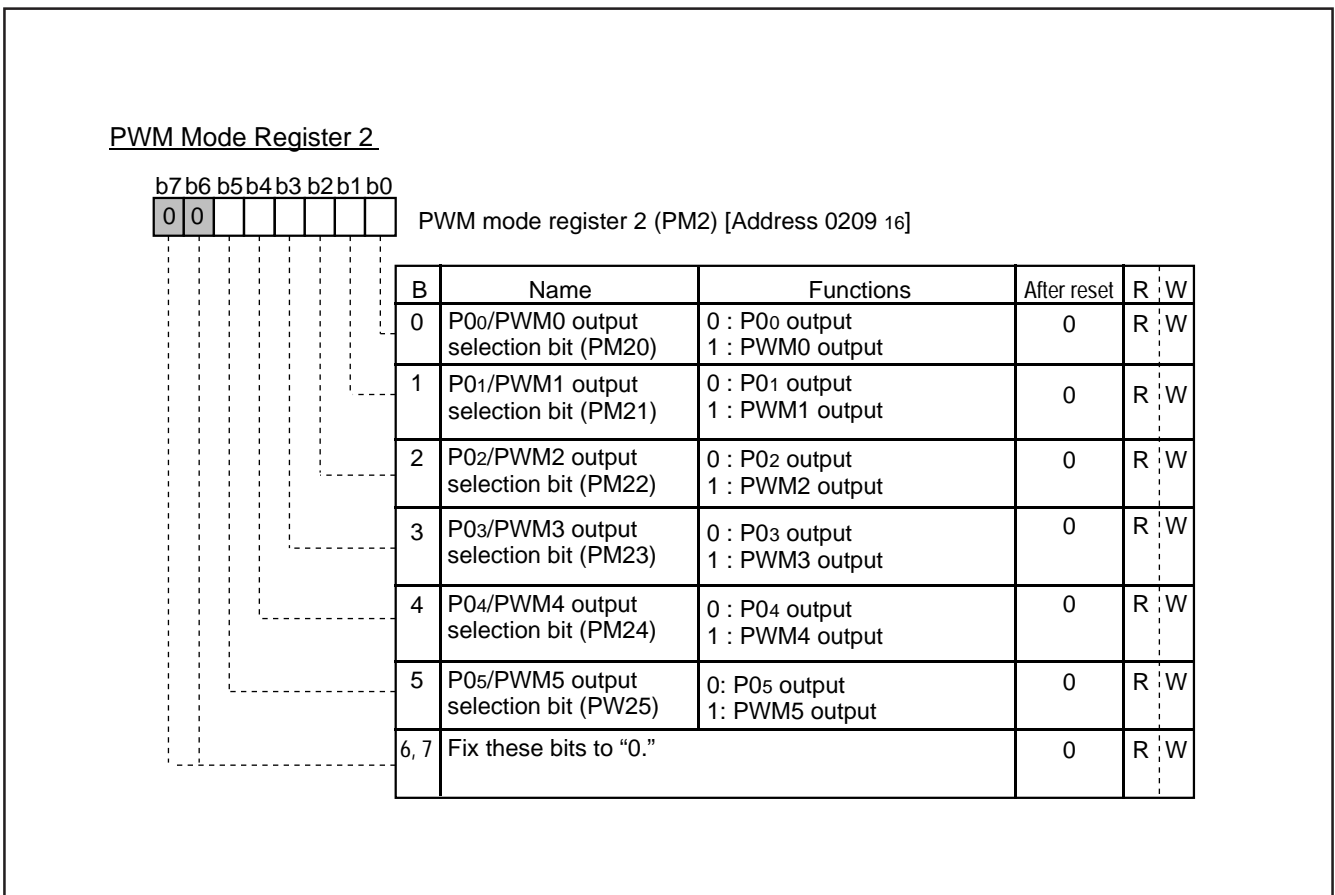 PWM Mode Register 2
b7 b6 b5 b4 b3 b2 b1 b0
0 0
PWM mode register 2 (PM2) [Address 0209 16]
B Name Functions After reset R W
0 P00/PWM0 output 0 : P00 output 0 R W
selection bit (PM20) 1 : PWM0 output
1 P01/PWM1 output 0 : P01 output 0 R W
selection bit (PM21) 1 : PWM1 output
2 P02/PWM2 output 0 : P02 output 0 R W
selection bit (PM22) 1 : PWM2 output
3 P03/PWM3 output 0 : P03 output 0 R W
selection bit (PM23) 1 : PWM3 output
4 P04/PWM4 output 0 : P04 output 0 R W
selection bit (PM24) 1 : PWM4 output
5 P05/PWM5 output 0: P05 output 0 R W
selection bit (PW25) 1: PWM5 output
6, 7 Fix these bits to “0.” 0 R W